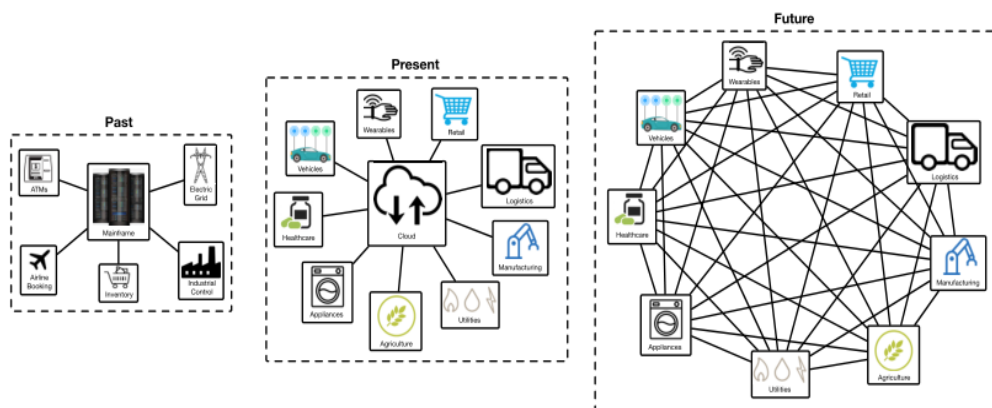 Past
ATMs
Mainframe
Electric
Grid
Airline
Booking
Inventory
Industrial
Control
Present
Wearables
Retail
Vehicles
Logistics
Cloud
Healthcare
Manufacturing
Appliances
Utilities
Agriculture
Future
Wearables
Retail
Vehicles
Logistics
Healthcare
Manufacturing
Appliances
Agriculture
Utilities